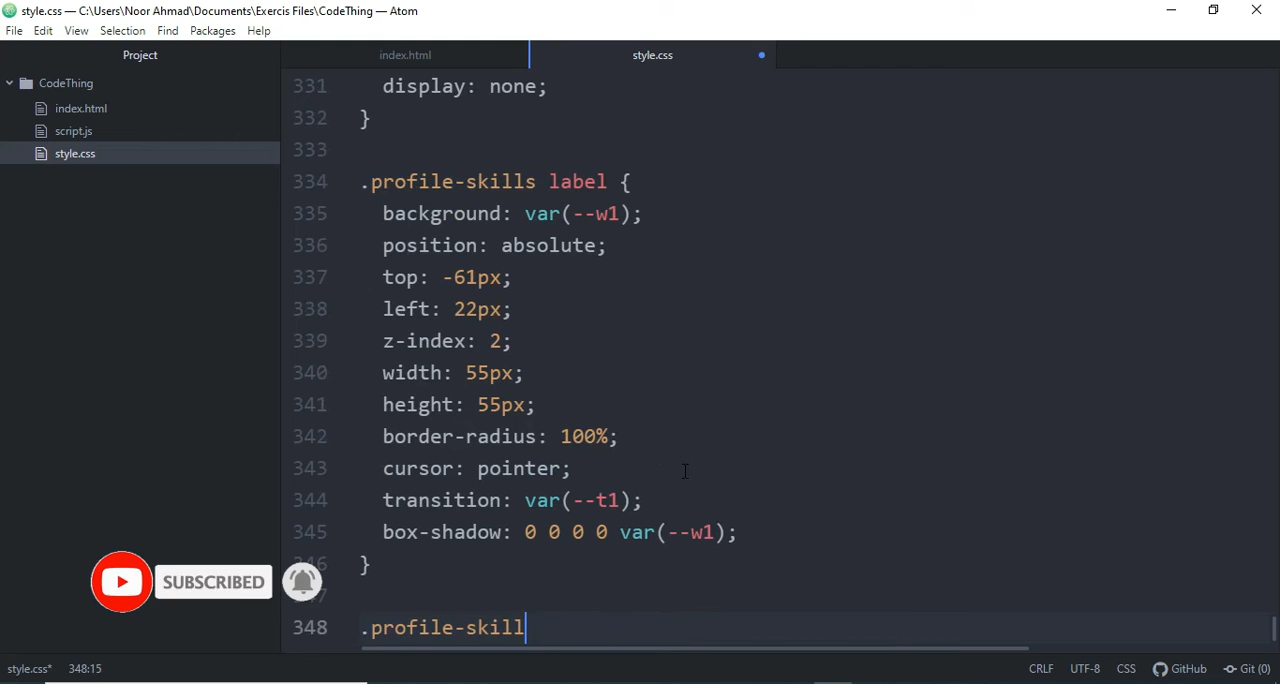 style.css — C:\Users\Noor Ahmad\Documents\Exercis Files\CodeThing — Atom
File Edit View Selection Find Packages Help
Project
index.html
style.css
CodeThing
index.html
script.js
style.css
331 display: none;
332 }
333
334 .profile-skills label {
335 background: var(--w1);
336 position: absolute;
337 top: -61px;
338 left: 22px;
339 z-index: 2;
340 width: 55px;
341 height: 55px;
342 border-radius: 100%;
343 cursor: pointer;
344 transition: var(--t1);
345 box-shadow: 0 0 0 0 var(--w1);
}
348 .profile-skill
SUBSCRIBED
style.css* 348:15 CRLF UTF-8 CSS GitHub Git (0)